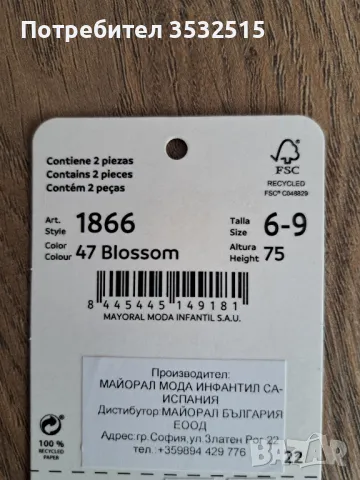 Потребител 3532515
Contiene 2 piezas
Contains 2 pieces
Contém 2 peças
FSC
RECYCLED
FSC® C048829
Art. Style 1866
Talla Size 6-9
Color Colour 47 Blossom
Altura Height 75
8 445445 149181
MAYORAL MODA INFANTIL S.A.U.
Производител:
МАЙОРАЛ МОДА ИНФАНТИЛ СА-
ИСПАНИЯ
Дистибутор МАЙОРАЛ БЪЛГАРИЯ
ЕООД
Адрес:гр.София,ул.Златен Рог 22
тел.:+359894 429 776
100 %
RECYCLED
PAPER
22
bazar